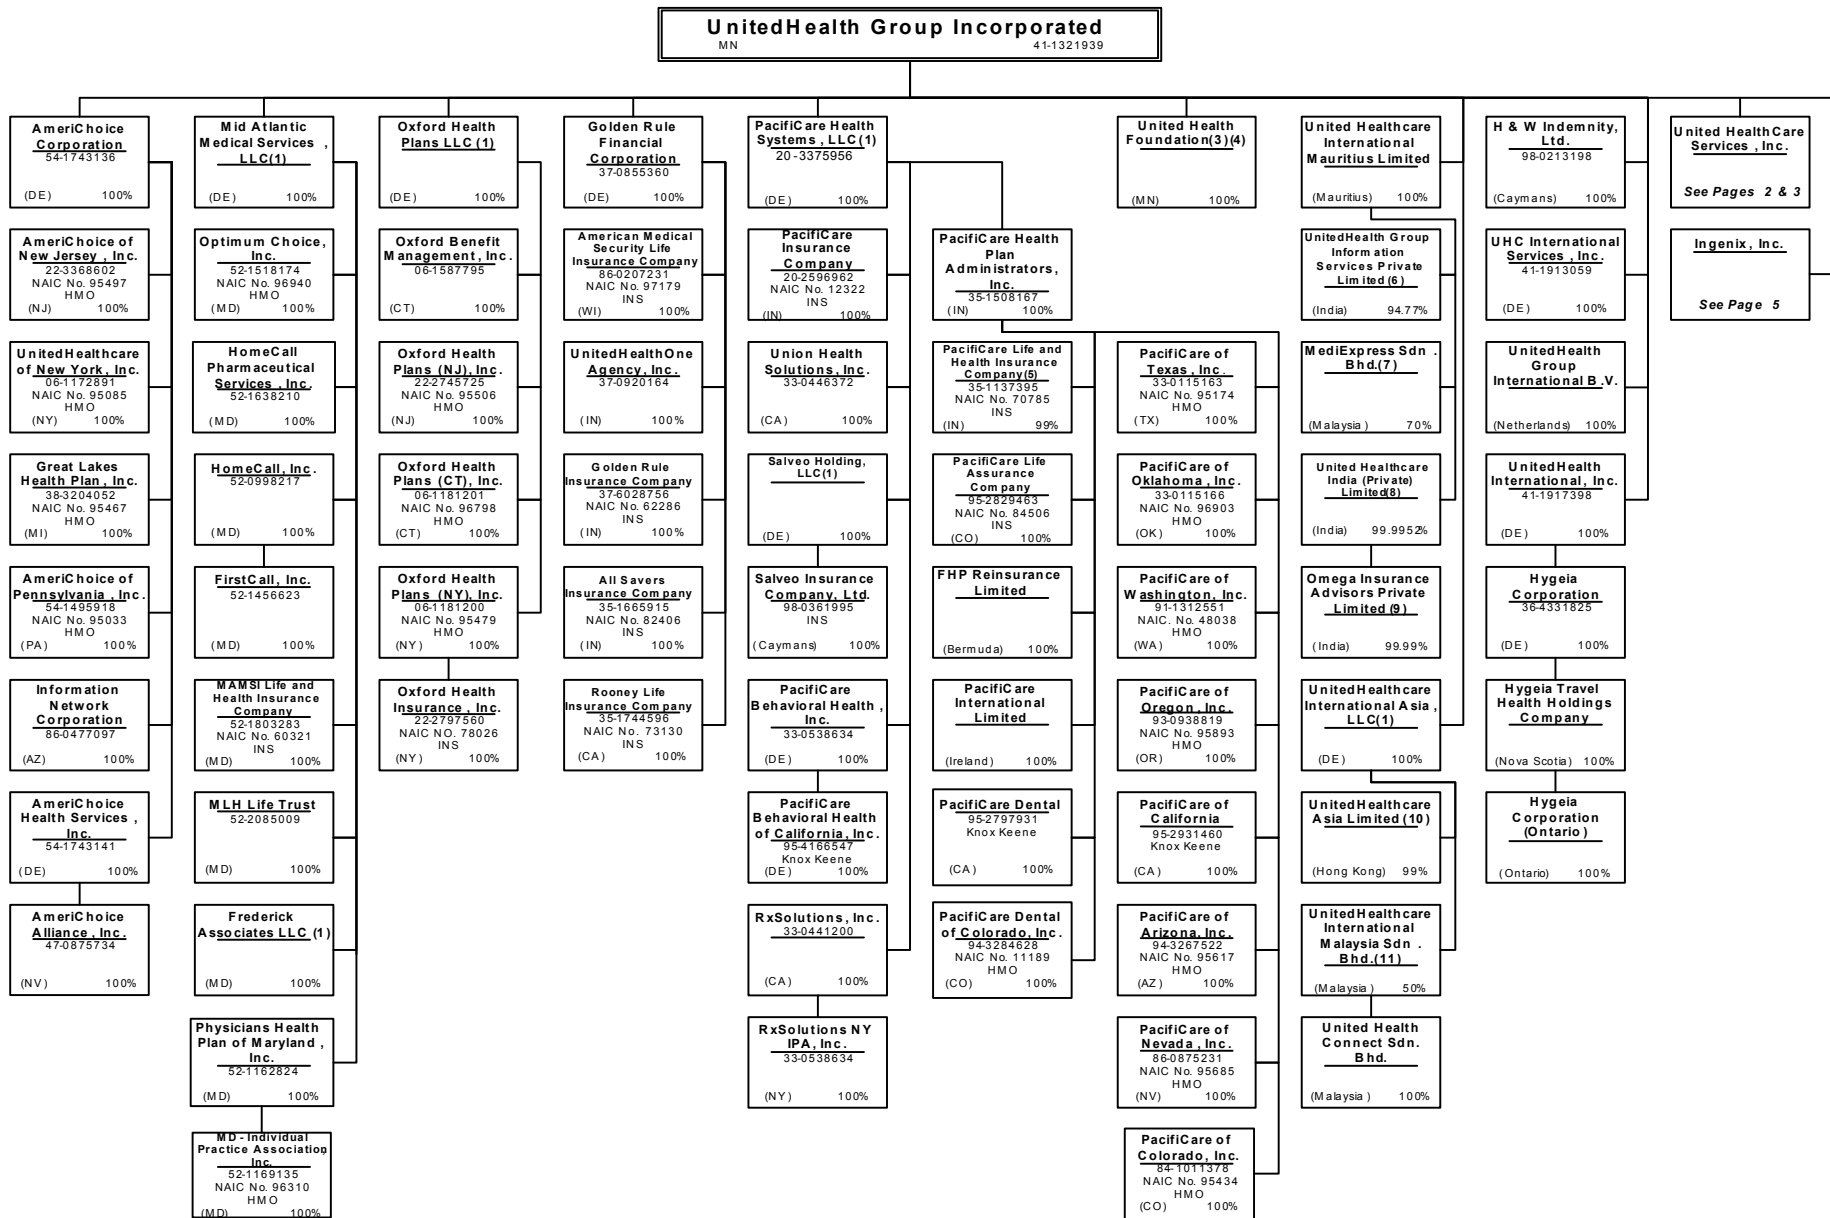 UnitedHealth Group Incorporated
MN 41-1321939
AmeriChoice
Corporation
54-1743136
(DE) 100%
AmeriChoice of
New Jersey, Inc.
22-3368602
NAIC No. 95497
HMO
(NJ) 100%
UnitedHealthcare
of New York, Inc.
06-1172891
NAIC No. 95085
HMO
(NY) 100%
Great Lakes
Health Plan, Inc.
38-3204052
NAIC No. 95467
HMO
(MI) 100%
AmeriChoice of
Pennsylvania, Inc.
54-1495918
NAIC No. 95033
HMO
(PA) 100%
Information
Network
Corporation
86-0477097
(AZ) 100%
AmeriChoice
Health Services,
Inc.
54-1743141
(DE) 100%
AmeriChoice
Alliance, Inc.
47-0875734
(NV) 100%
Mid Atlantic
Medical Services,
LLC(1)
(DE) 100%
Optimum Choice,
Inc.
52-1518174
NAIC No. 96940
HMO
(MD) 100%
HomeCall
Pharmaceutical
Services, Inc.
52-1638210
(MD) 100%
HomeCall, Inc.
52-0998217
(MD) 100%
FirstCall, Inc.
52-1456623
(MD) 100%
MAMSI Life and
Health Insurance
Company
52-1803283
NAIC No. 60321
INS
(MD) 100%
MLH Life Trust
52-2085009
(MD) 100%
Frederick
Associates LLC (1)
(MD) 100%
Physicians Health
Plan of Maryland,
Inc.
52-1162824
(MD) 100%
MD-Individual
Practice Association,
Inc.
52-1169135
NAIC No. 96310
HMO
(MD) 100%
Oxford Health
Plans LLC (1)
(DE) 100%
Oxford Benefit
Management, Inc.
06-1587795
(CT) 100%
Oxford Health
Plans (NJ), Inc.
22-2745725
NAIC No. 95506
HMO
(NJ) 100%
Oxford Health
Plans (CT), Inc.
06-1181201
NAIC No. 96798
HMO
(CT) 100%
Oxford Health
Plans (NY), Inc.
06-1181200
NAIC No. 95479
HMO
(NY) 100%
Oxford Health
Insurance, Inc.
22-2797560
NAIC NO. 78026
INS
(NY) 100%
Golden Rule
Financial
Corporation
37-0855360
(DE) 100%
American Medical
Security Life
Insurance Company
86-0207231
NAIC No. 97179
INS
(WI) 100%
UnitedHealthOne
Agency, Inc.
37-0920164
(IN) 100%
Golden Rule
Insurance Company
37-6028756
NAIC No. 62286
INS
(IN) 100%
All Savers
Insurance Company
35-1665915
NAIC No. 82406
INS
(IN) 100%
Rooney Life
Insurance Company
35-1744596
NAIC No. 73130
INS
(CA) 100%
PacifiCare Health
Systems, LLC(1)
20-3375956
(DE) 100%
PacifiCare
Insurance
Company
20-2596962
NAIC No. 12322
INS
(IN) 100%
Union Health
Solutions, Inc.
33-0446372
(CA) 100%
Salveo Holding,
LLC(1)
(DE) 100%
Salveo Insurance
Company, Ltd.
98-0361995
INS
(Caymans) 100%
PacifiCare
Behavioral Health,
Inc.
33-0538634
(DE) 100%
PacifiCare
Behavioral Health
of California, Inc.
95-4166547
Knox Keene
(DE) 100%
RxSolutions, Inc.
33-0441200
(CA) 100%
RxSolutions NY
IPA, Inc.
33-0538634
(NY) 100%
PacifiCare Health
Plan
Administrators,
Inc.
35-1508167
(IN) 100%
PacifiCare Life and
Health Insurance
Company(5)
35-1137395
NAIC No. 70785
INS
(IN) 99%
PacifiCare Life
Assurance
Company
95-2829463
NAIC No. 84506
INS
(CO) 100%
FHP Reinsurance
Limited
(Bermuda) 100%
PacifiCare
International
Limited
(Ireland) 100%
PacifiCare Dental
95-2797931
Knox Keene
(CA) 100%
PacifiCare Dental
of Colorado, Inc.
94-3284628
NAIC No. 11189
HMO
(CO) 100%
PacifiCare of
Texas, Inc.
33-0115163
NAIC No. 95174
HMO
(TX) 100%
PacifiCare of
Oklahoma, Inc.
33-0115166
NAIC No. 96903
HMO
(OK) 100%
PacifiCare of
Washington, Inc.
91-1312551
NAIC. No. 48038
HMO
(WA) 100%
PacifiCare of
Oregon, Inc.
93-0938819
NAIC No. 95893
HMO
(OR) 100%
PacifiCare of
California
95-2931460
Knox Keene
(CA) 100%
PacifiCare of
Arizona, Inc.
94-3267522
NAIC No. 95617
HMO
(AZ) 100%
PacifiCare of
Nevada, Inc.
86-0875231
NAIC No. 95685
HMO
(NV) 100%
PacifiCare of
Colorado, Inc.
84-1011378
NAIC No. 95434
HMO
(CO) 100%
United Health
Foundation(3)(4)
(MN) 100%
United Healthcare
International
Mauritius Limited
(Mauritius) 100%
UnitedHealth Group
Information
Services Private
Limited (6)
(India) 94.77%
MediExpress Sdn.
Bhd.(7)
(Malaysia) 70%
United Healthcare
India (Private)
Limited(8)
(India) 99.9952%
Omega Insurance
Advisors Private
Limited (9)
(India) 99.99%
UnitedHealthcare
International Asia,
LLC(1)
(DE) 100%
UnitedHealthcare
Asia Limited (10)
(Hong Kong) 99%
UnitedHealthcare
International
Malaysia Sdn.
Bhd.(11)
(Malaysia) 50%
United Health
Connect Sdn.
Bhd.
(Malaysia) 100%
H & W Indemnity,
Ltd.
98-0213198
(Caymans) 100%
UHC International
Services, Inc.
41-1913059
(DE) 100%
UnitedHealth
Group
International B.V.
(Netherlands) 100%
UnitedHealth
International, Inc.
41-1917398
(DE) 100%
Hygeia
Corporation
36-4331825
(DE) 100%
Hygeia Travel
Health Holdings
Company
(Nova Scotia) 100%
Hygeia
Corporation
(Ontario)
(Ontario) 100%
United HealthCare
Services, Inc.
See Pages 2 & 3
Ingenix, Inc.
See Page 5